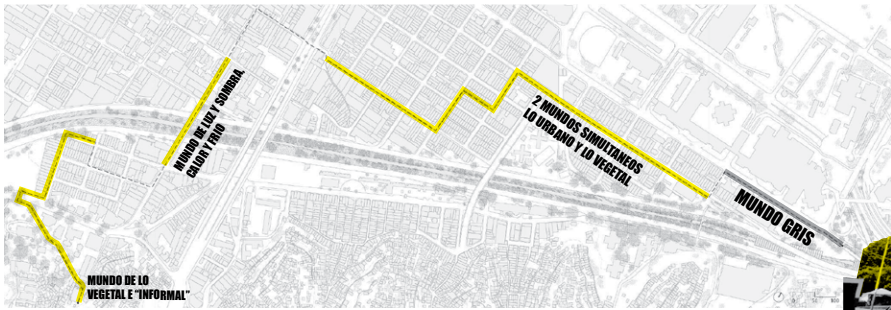 MUNDO DE LUZ Y SOMBRA,
CALOR Y FRIO
2 MUNDOS SIMULTANEOS
LO URBANO Y LO VEGETAL
MUNDO GRIS
MUNDO DE LO
VEGETAL E “INFORMAL”